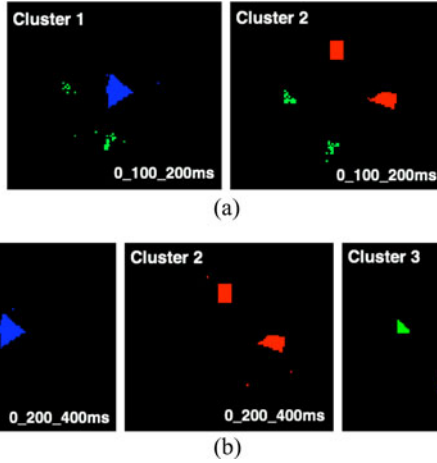 Cluster 1
Cluster 2
0_100_200ms
0_100_200ms
(a)
Cluster 2
Cluster 3
0_200_400ms
0_200_400ms
(b)